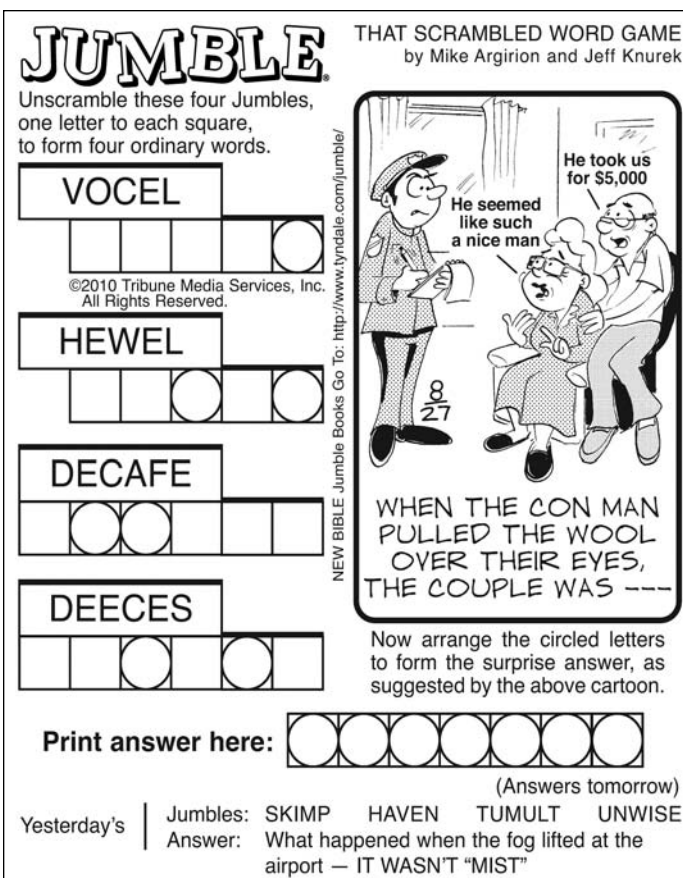 JUMBLE®
THAT SCRAMBLED WORD GAME
by Mike Argirion and Jeff Knurek
Unscramble these four Jumbles,
one letter to each square,
to form four ordinary words.
VOCEL
©2010 Tribune Media Services, Inc.
All Rights Reserved.
HEWEL
DECAFE
DEECES
NEW BIBLE Jumble Books Go To: http://www.tyndale.com/jumble/
He took us
for $5,000
He seemed
like such
a nice man
8
27
WHEN THE CON MAN
PULLED THE WOOL
OVER THEIR EYES,
THE COUPLE WAS ---
Now arrange the circled letters
to form the surprise answer, as
suggested by the above cartoon.
Print answer here:
(Answers tomorrow)
Yesterday's
Jumbles: SKIMP HAVEN TUMULT UNWISE
Answer: What happened when the fog lifted at the
airport — IT WASN'T "MIST"